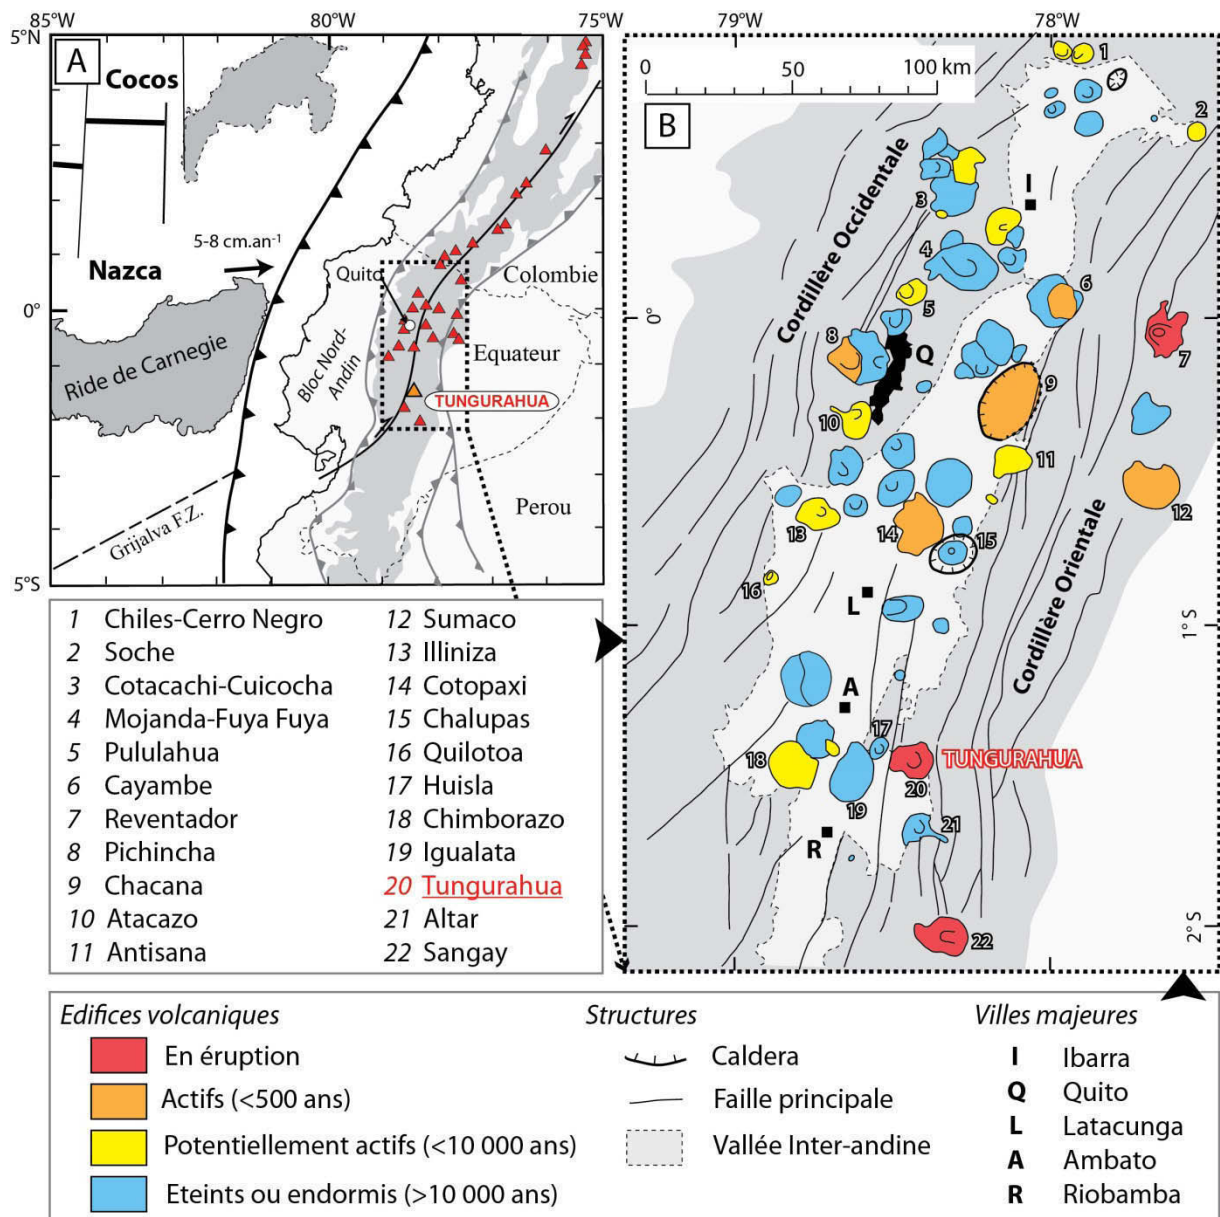 85°W
80°W
75°W
5°N
0°
5°S
A
Cocos
Nazca
5-8 cm.an⁻¹
Ride de Carnegie
Grijalva F.Z.
Bloc Nord-
Andin
Quito
Colombie
Equateur
TUNGURAHUA
Perou
79°W
78°W
0
50
100 km
B
Cordillère Occidentale
Cordillère Orientale
0°
1° S
2° S
1
2
3
I
4
5
6
7
8
Q
9
10
11
12
13
14
15
16
L
A
17
18
TUNGURAHUA
19
20
R
21
22
1 Chiles-Cerro Negro
2 Soche
3 Cotacachi-Cuicocha
4 Mojanda-Fuya Fuya
5 Pululahua
6 Cayambe
7 Reventador
8 Pichincha
9 Chacana
10 Atacazo
11 Antisana
12 Sumaco
13 Illiniza
14 Cotopaxi
15 Chalupas
16 Quilotoa
17 Huisla
18 Chimborazo
19 Igualata
20 Tungurahua
21 Altar
22 Sangay
Edifices volcaniques
En éruption
Actifs (<500 ans)
Potentiellement actifs (<10 000 ans)
Eteints ou endormis (>10 000 ans)
Structures
Caldera
Faille principale
Vallée Inter-andine
Villes majeures
I Ibarra
Q Quito
L Latacunga
A Ambato
R Riobamba